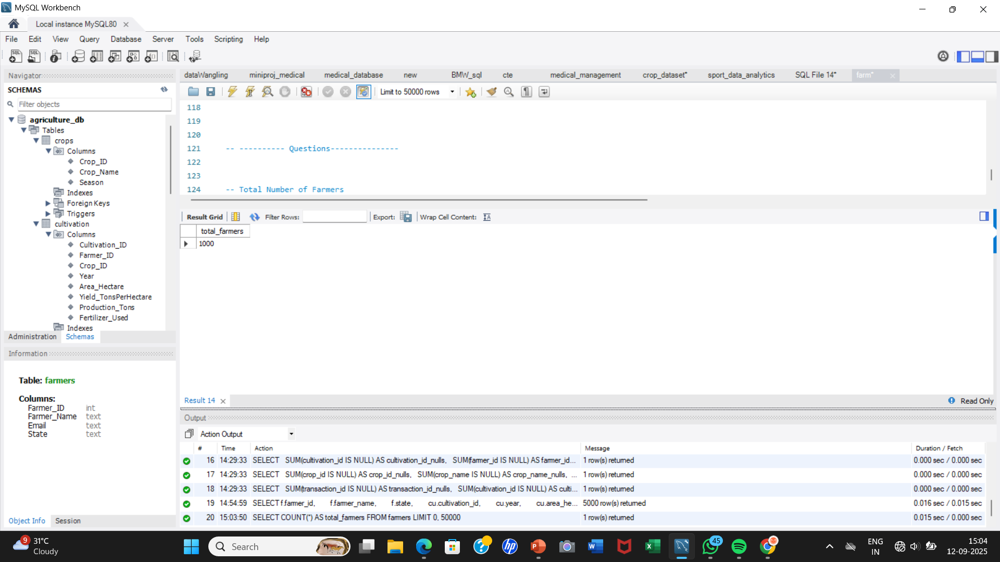 MySQL Workbench
Local instance MySQL80
File Edit View Query Database Server Tools Scripting Help
Navigator
SCHEMAS
Filter objects
agriculture_db
Tables
crops
Columns
Crop_ID
Crop_Name
Season
Indexes
Foreign Keys
Triggers
cultivation
Columns
Cultivation_ID
Farmer_ID
Crop_ID
Year
Area_Hectare
Yield_TonsPerHectare
Production_Tons
Fertilizer_Used
Indexes
Administration Schemas
Information
Table: farmers
Columns:
Farmer_ID int
Farmer_Name text
Email text
State text
Object Info Session
dataWangling miniproj_medical medical_database new BMW_sql cte medical_management crop_dataset* sport_data_analytics SQL File 14* farm*
Limit to 50000 rows
118
119
120
121 -- ---------- Questions---------------
122
123
124 -- Total Number of Farmers
Result Grid Filter Rows: Export: Wrap Cell Content:
total_farmers
1000
Result 14 Read Only
Output
Action Output
# Time Action Message Duration / Fetch
16 14:29:33 SELECT SUM(cultivation_id IS NULL) AS cultivation_id_nulls, SUM(farmer_id IS NULL) AS farmer_id... 1 row(s) returned 0.000 sec / 0.000 sec
17 14:29:33 SELECT SUM(crop_id IS NULL) AS crop_id_nulls, SUM(crop_name IS NULL) AS crop_name_nulls, ... 1 row(s) returned 0.000 sec / 0.000 sec
18 14:29:33 SELECT SUM(transaction_id IS NULL) AS transaction_id_nulls, SUM(cultivation_id IS NULL) AS culti... 1 row(s) returned 0.000 sec / 0.000 sec
19 14:54:59 SELECT f.farmer_id, f.farmer_name, f.state, cu.cultivation_id, cu.year, cu.area_he... 5000 row(s) returned 0.016 sec / 0.015 sec
20 15:03:50 SELECT COUNT(*) AS total_farmers FROM farmers LIMIT 0, 50000 1 row(s) returned 0.015 sec / 0.000 sec
9 31°C
Cloudy
Search
45
ENG
IN
15:04
12-09-2025